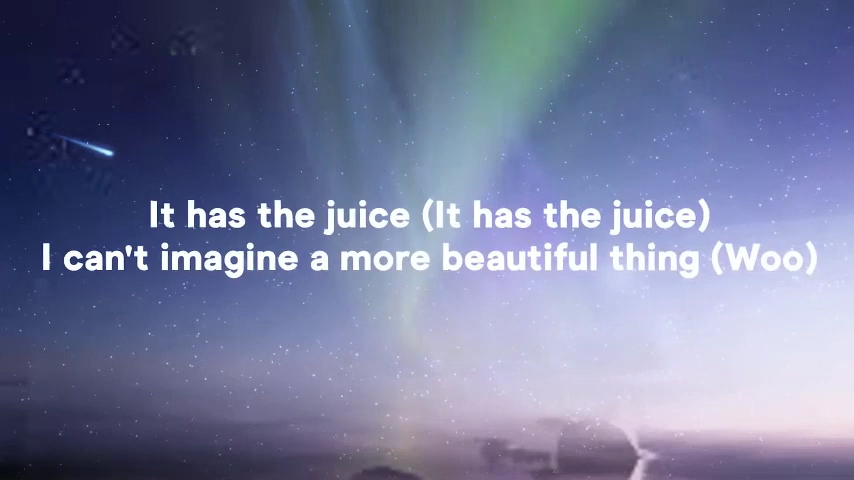 It has the juice (It has the juice)
I can't imagine a more beautiful thing (Woo)